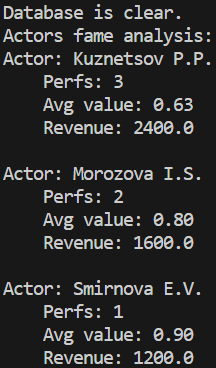 Database is clear.
Actors fame analysis:
Actor: Kuznetsov P.P.
Perfs: 3
Avg value: 0.63
Revenue: 2400.0
Actor: Morozova I.S.
Perfs: 2
Avg value: 0.80
Revenue: 1600.0
Actor: Smirnova E.V.
Perfs: 1
Avg value: 0.90
Revenue: 1200.0